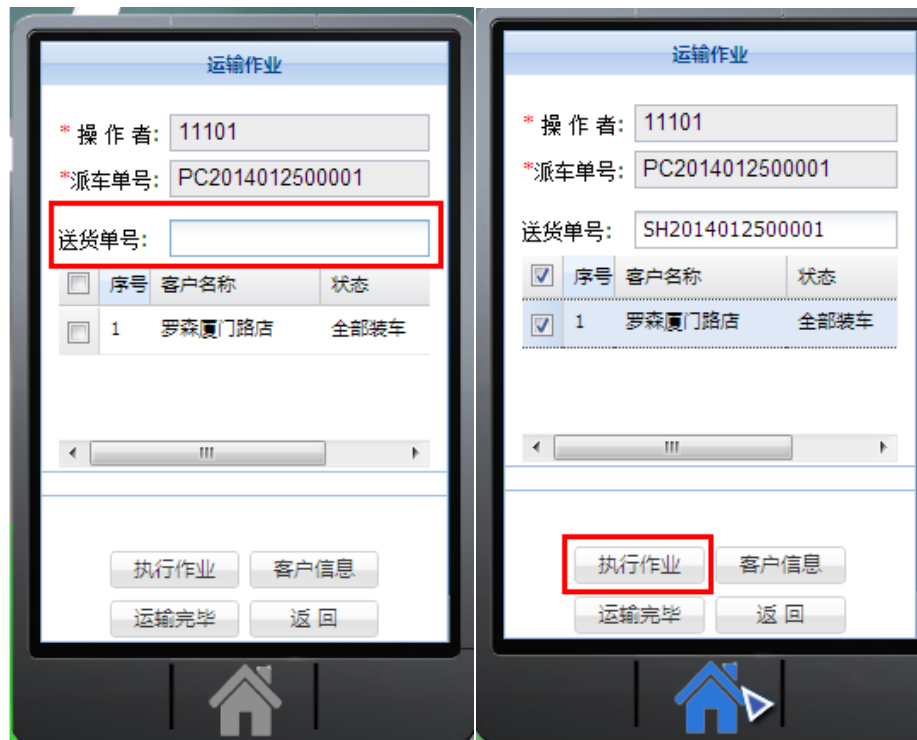 运输作业
* 操 作 者: 11101
*派车单号: PC2014012500001
送货单号:
序号 客户名称 状态
1 罗森厦门路店 全部装车
执行作业 客户信息
运输完毕 返 回
运输作业
* 操 作 者: 11101
*派车单号: PC2014012500001
送货单号: SH2014012500001
序号 客户名称 状态
1 罗森厦门路店 全部装车
执行作业 客户信息
运输完毕 返 回